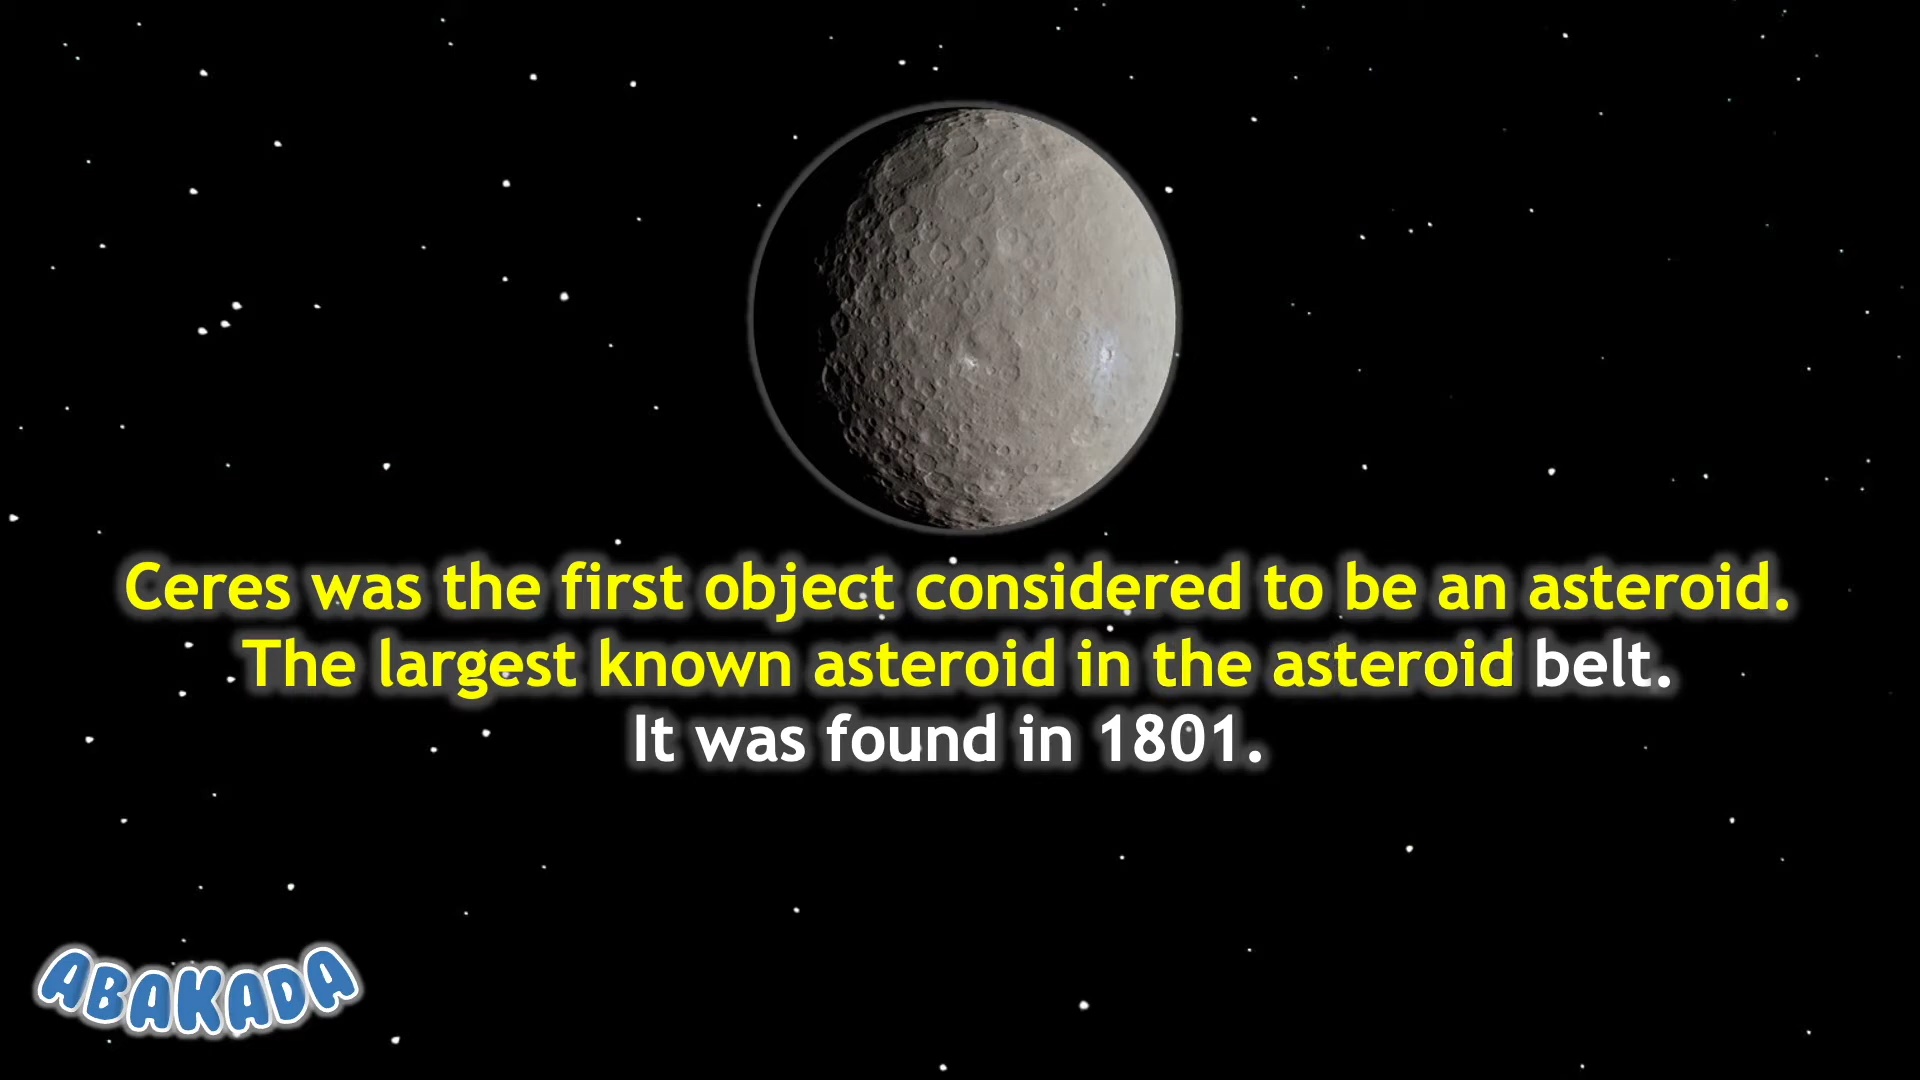 Ceres was the first object considered to be an asteroid.
The largest known asteroid in the asteroid belt.
It was found in 1801.
ABAKADA